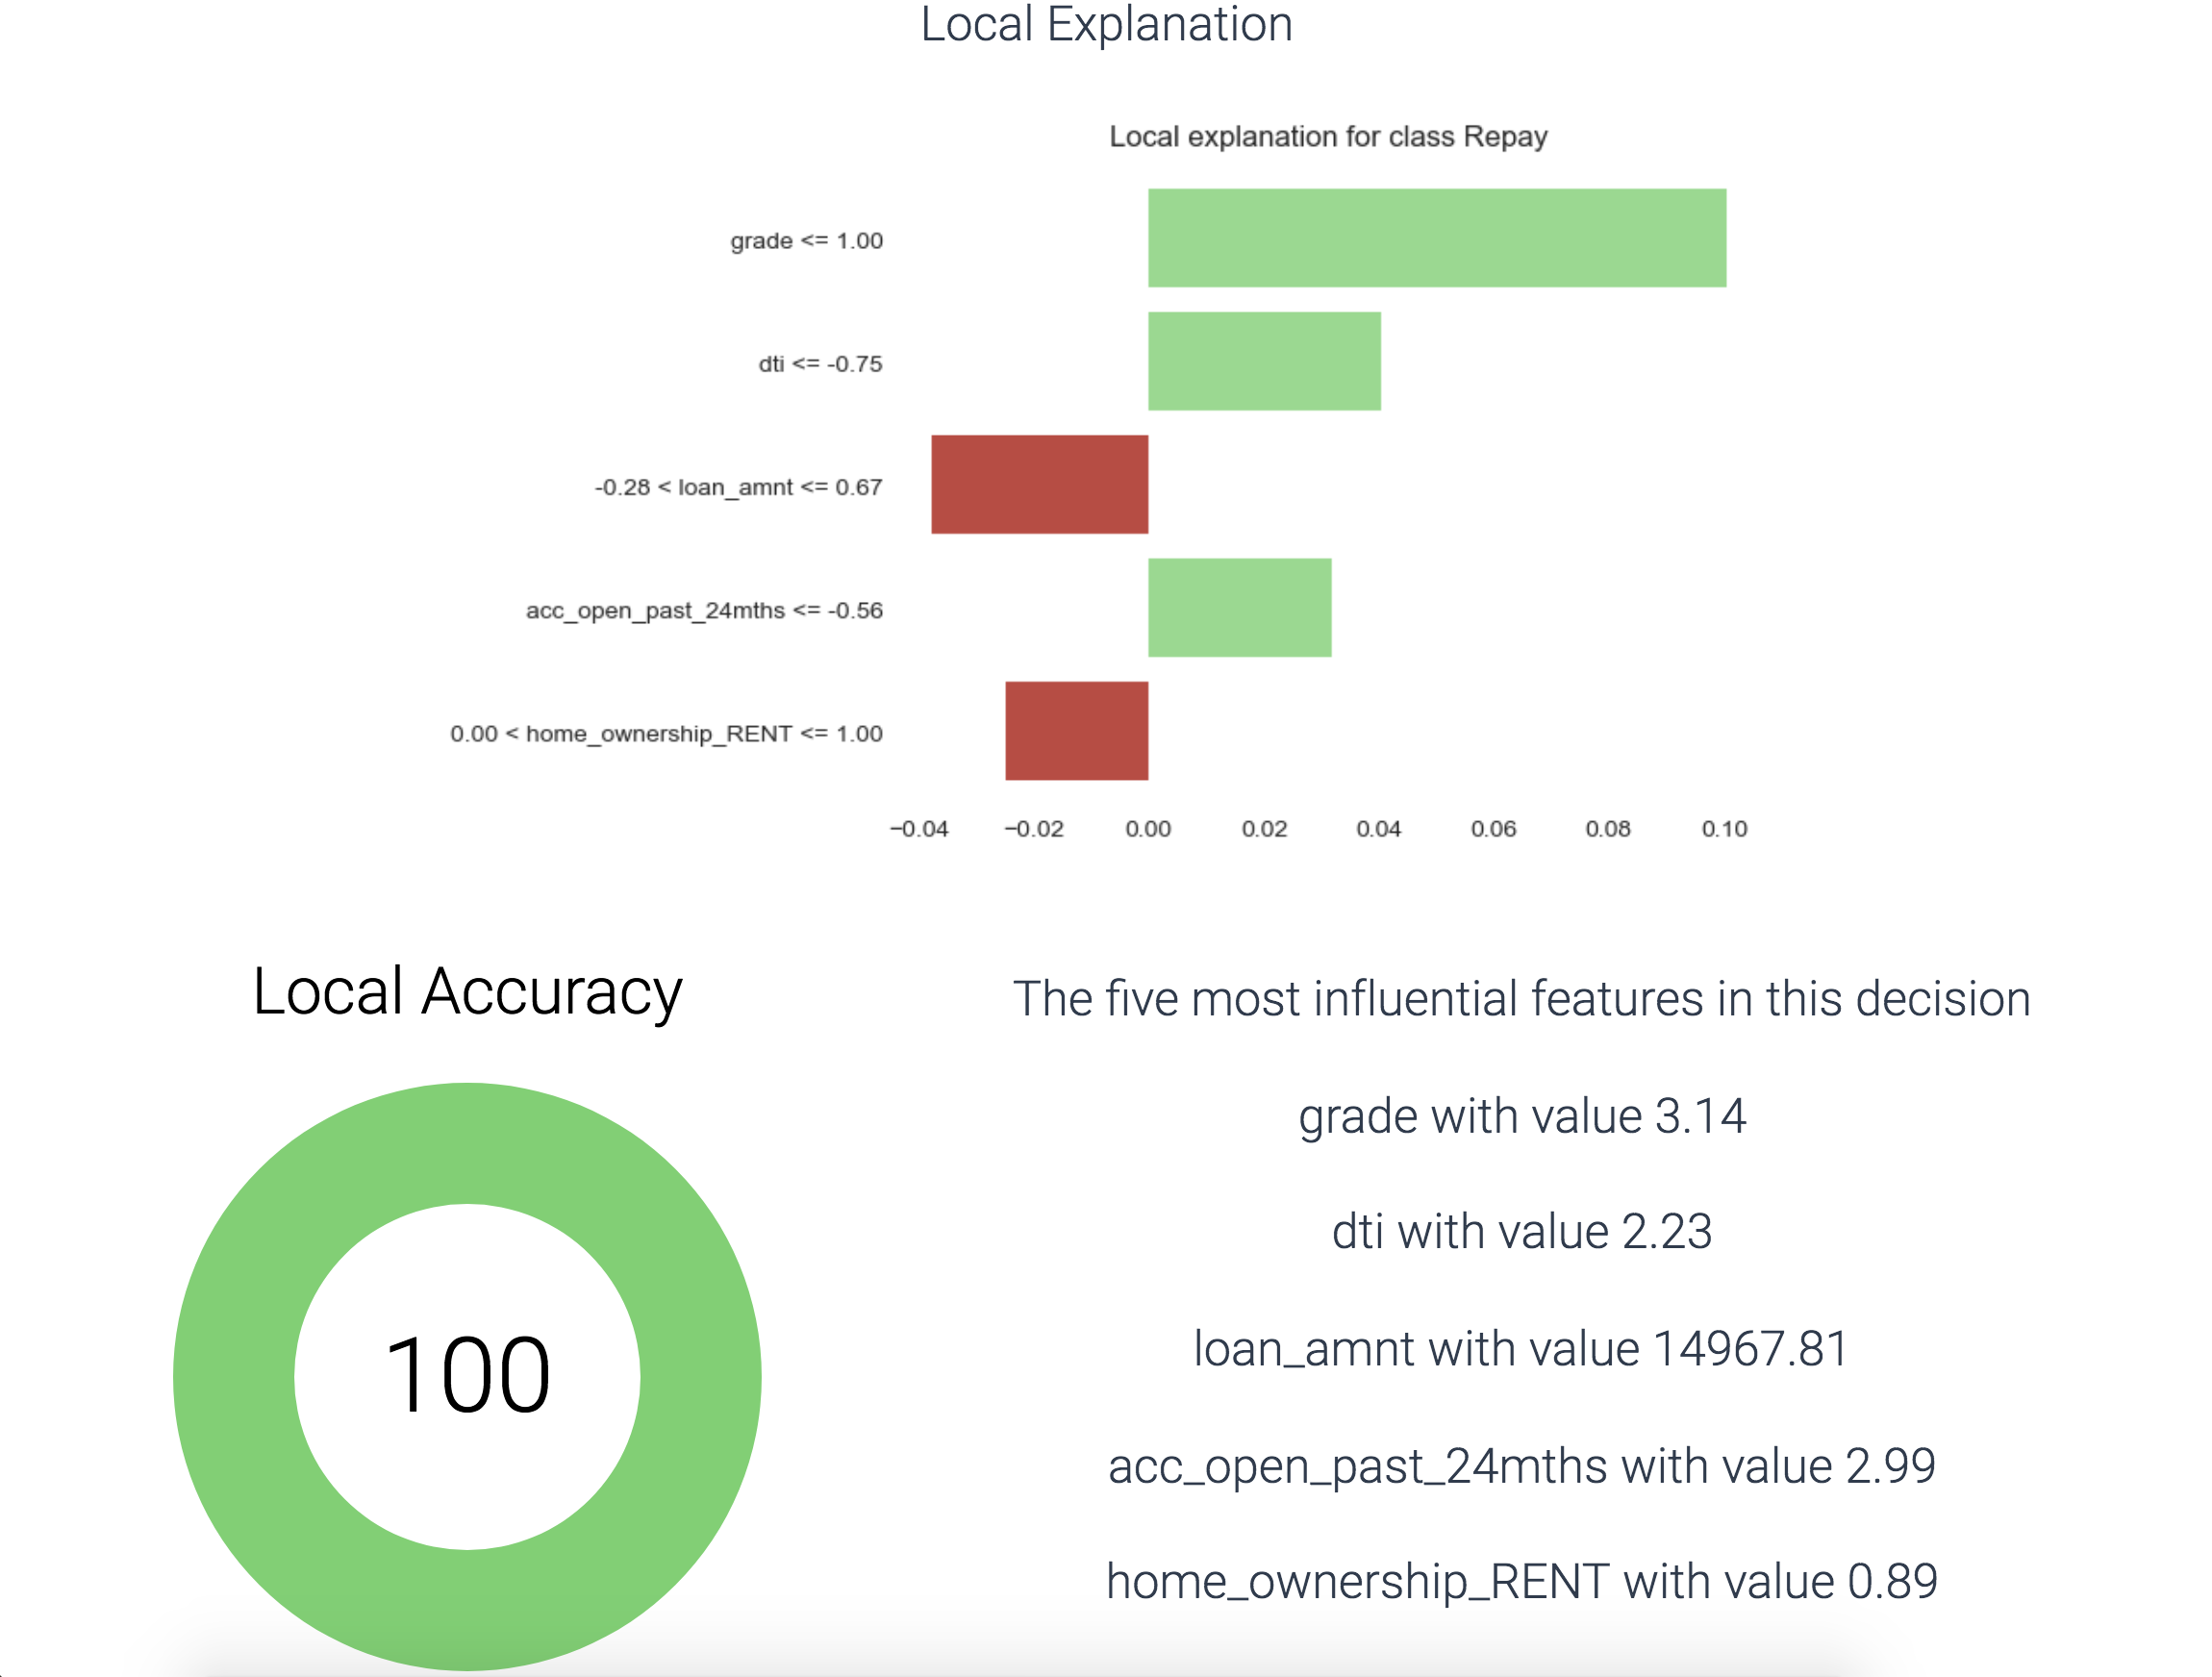 Local Explanation
Local explanation for class Repay
grade <= 1.00
dti <= -0.75
-0.28 < loan_amnt <= 0.67
acc_open_past_24mths <= -0.56
0.00 < home_ownership_RENT <= 1.00
−0.04 −0.02 0.00 0.02 0.04 0.06 0.08 0.10
Local Accuracy
100
The five most influential features in this decision
grade with value 3.14
dti with value 2.23
loan_amnt with value 14967.81
acc_open_past_24mths with value 2.99
home_ownership_RENT with value 0.89